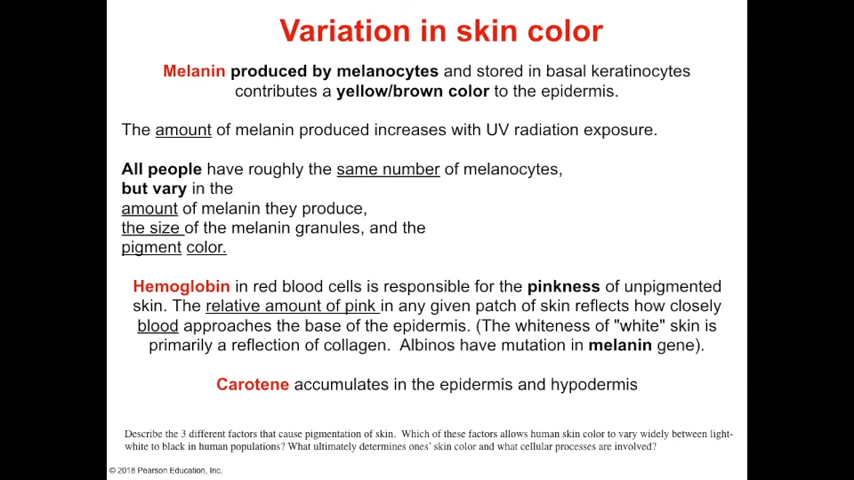 Variation in skin color
Melanin produced by melanocytes and stored in basal keratinocytes
contributes a yellow/brown color to the epidermis.
The amount of melanin produced increases with UV radiation exposure.
All people have roughly the same number of melanocytes,
but vary in the
amount of melanin they produce,
the size of the melanin granules, and the
pigment color.
Hemoglobin in red blood cells is responsible for the pinkness of unpigmented
skin. The relative amount of pink in any given patch of skin reflects how closely
blood approaches the base of the epidermis. (The whiteness of "white" skin is
primarily a reflection of collagen. Albinos have mutation in melanin gene).
Carotene accumulates in the epidermis and hypodermis
Describe the 3 different factors that cause pigmentation of skin. Which of these factors allows human skin color to vary widely between light-
white to black in human populations? What ultimately determines ones' skin color and what cellular processes are involved?
© 2018 Pearson Education, Inc.